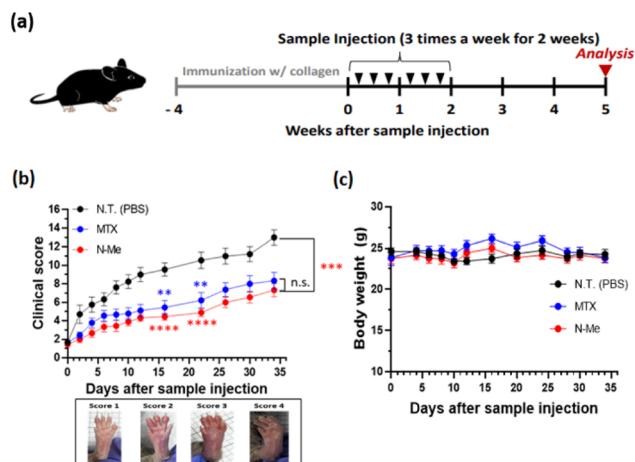 (a)
Sample Injection (3 times a week for 2 weeks)
Analysis
Immunization w/ collagen
- 4
0
1
2
3
4
5
Weeks after sample injection
(b)
Clinical score
16
14
12
10
8
6
4
2
0
N.T. (PBS)
MTX
N-Me
**
**
****
****
***
n.s.
0 5 10 15 20 25 30 35
Days after sample injection
Score 1 Score 2 Score 3 Score 4
(c)
Body weight (g)
30
25
20
15
10
N.T. (PBS)
MTX
N-Me
0 5 10 15 20 25 30 35
Days after sample injection